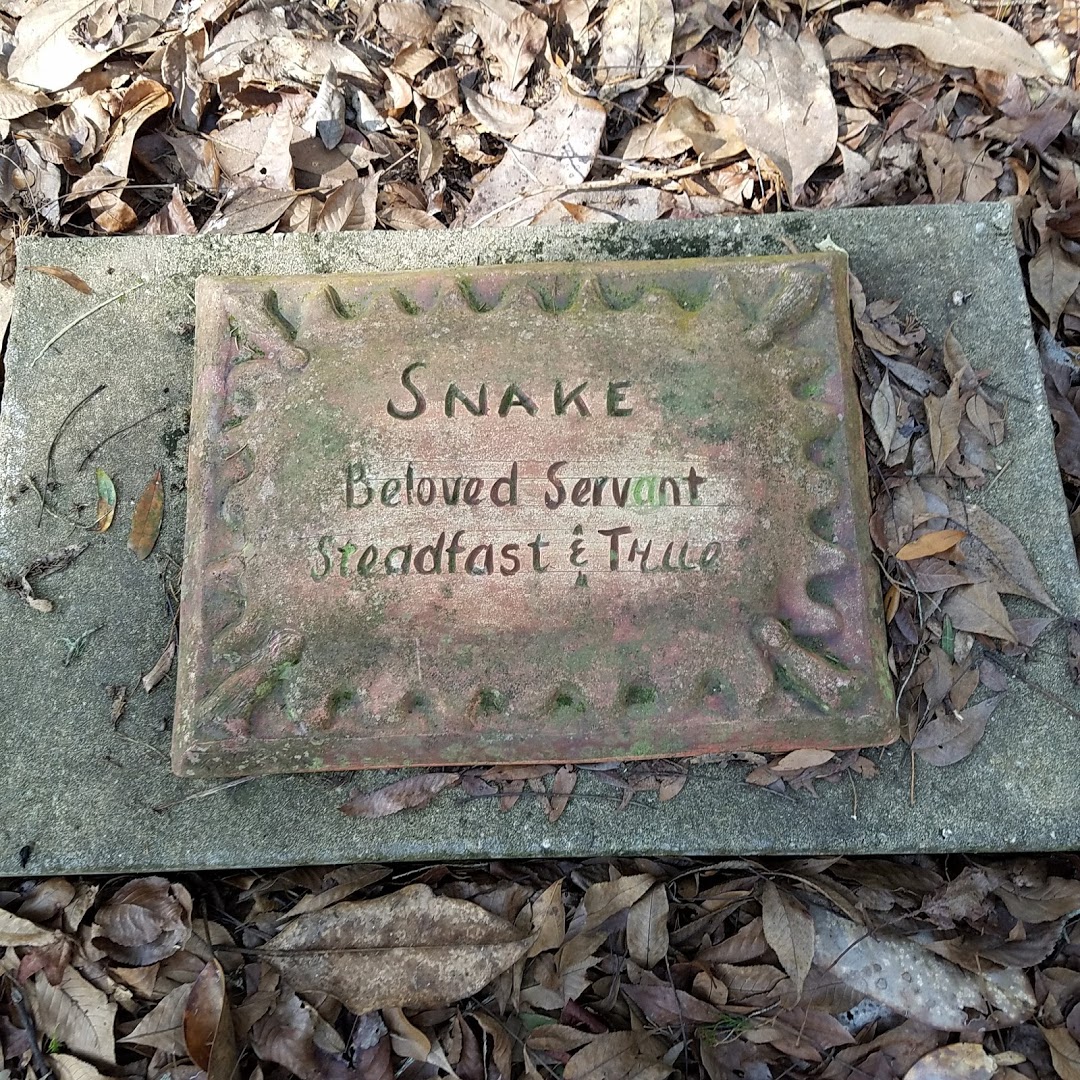 SNAKE
Beloved Servant
Steadfast & True